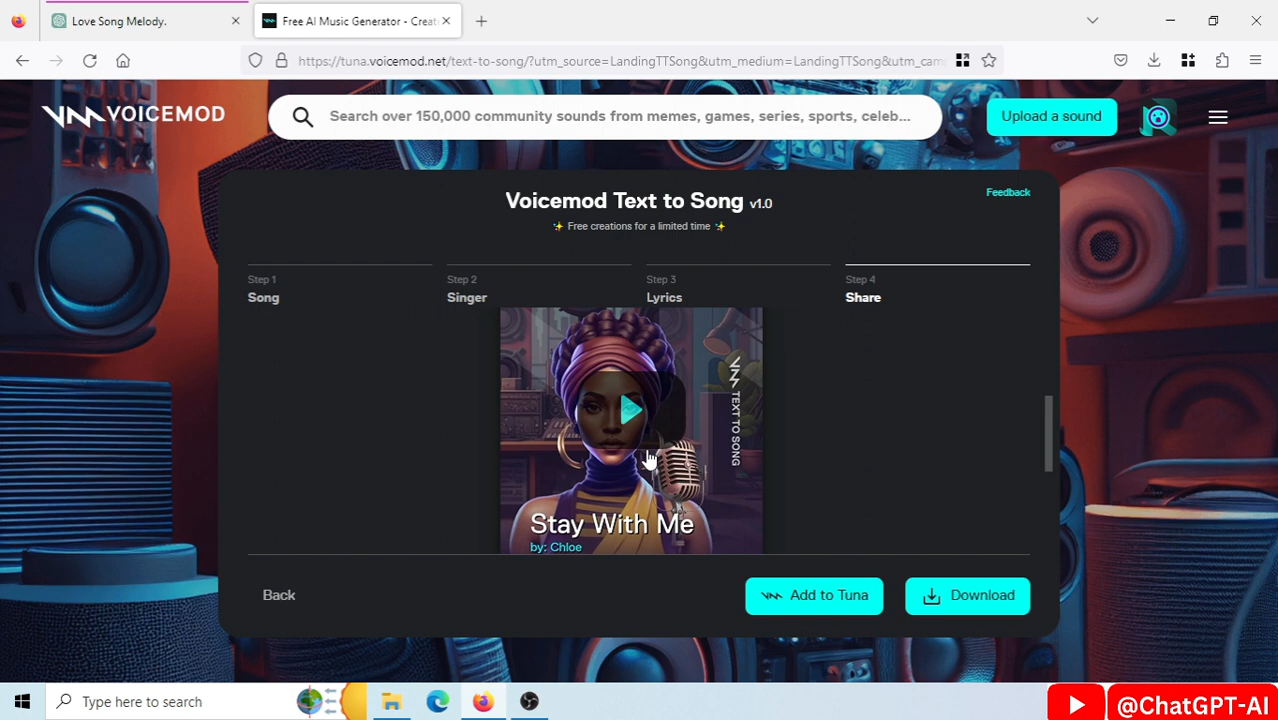 Love Song Melody.
Free AI Music Generator - Creat
https://tuna.voicemod.net/text-to-song/?utm_source=LandingTTSong&utm_medium=LandingTTSong&utm_cam
VOICEMOD
Search over 150,000 community sounds from memes, games, series, sports, celeb...
Upload a sound
Feedback
Voicemod Text to Song v1.0
✨ Free creations for a limited time ✨
Step 1
Song
Step 2
Singer
Step 3
Lyrics
Step 4
Share
TEXT TO SONG
Stay With Me
by: Chloe
Back
Add to Tuna
Download
Type here to search
@ChatGPT-AI